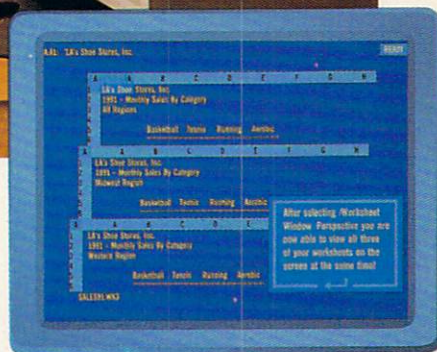 A:A1: 'LA's Shoe Stores, Inc. READY
A A B C D E F G H
LA's Shoe Stores, Inc.
1991 - Monthly Sales By Category
All Regions
Basketball Tennis Running Aerobic
A B C D E F G H
LA's Shoe Stores, Inc.
1991 - Monthly Sales By Category
Midwest Region
Basketball Tennis Running Aerobic
A B C D E F G H
LA's Shoe Stores, Inc.
1991 - Monthly Sales By Category
Western Region
Basketball Tennis Running Aerobic
After selecting /Worksheet
Window Perspective you are
now able to view all three
of your worksheets on the
screen at the same time!
SALES91.WK3